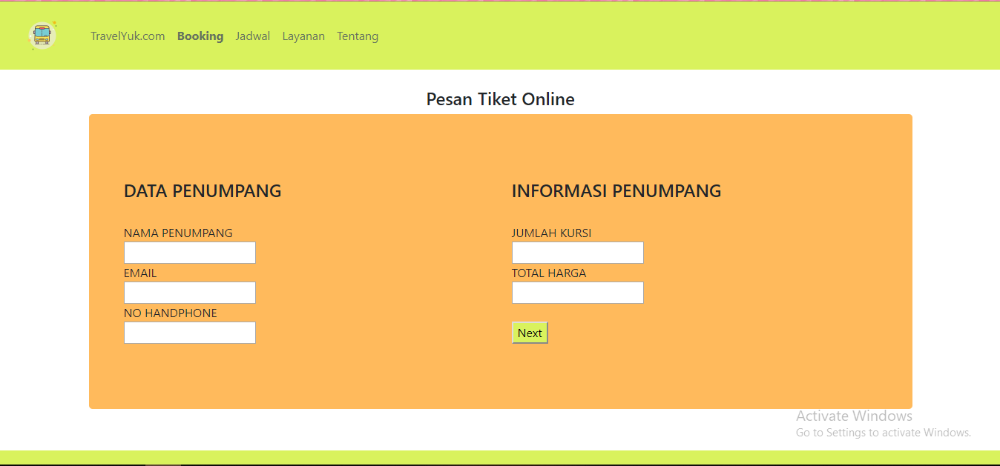 TravelYuk.com Booking Jadwal Layanan Tentang
Pesan Tiket Online
DATA PENUMPANG
NAMA PENUMPANG
EMAIL
NO HANDPHONE
INFORMASI PENUMPANG
JUMLAH KURSI
TOTAL HARGA
Next
Activate Windows
Go to Settings to activate Windows.